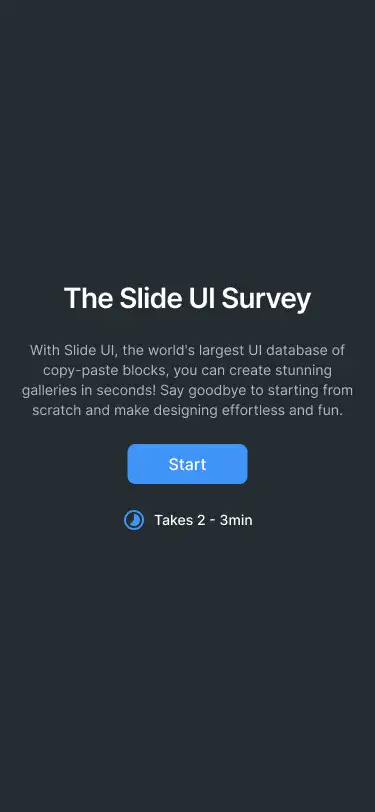 The Slide UI Survey
With Slide UI, the world's largest UI database of
copy-paste blocks, you can create stunning
galleries in seconds! Say goodbye to starting from
scratch and make designing effortless and fun.
Start
Takes 2 - 3min